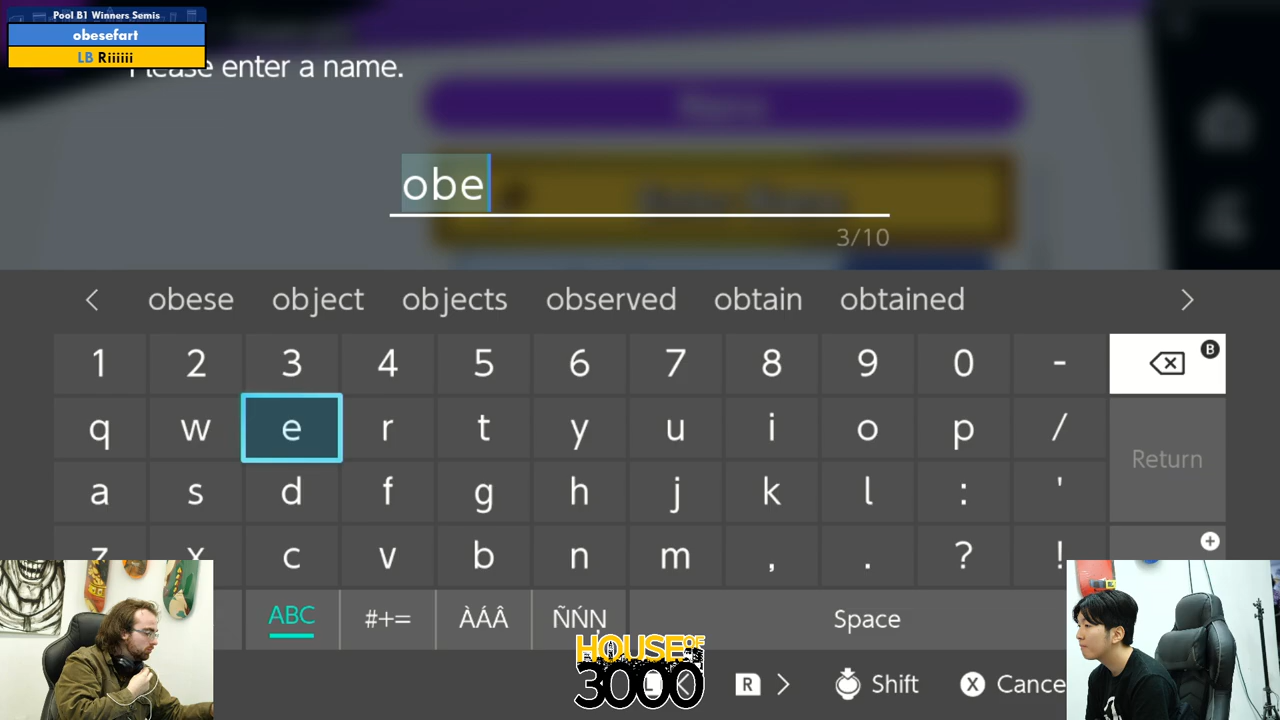 Pool B1 Winners Semis
obesefart
LB Riiiiii
Please enter a name.
obe
3/10
obese object objects observed obtain obtained
1 2 3 4 5 6 7 8 9 0 - B
q w e r t y u i o p /
Return
a s d f g h j k l : '
z x c v b n m , . ? ! +
ABC #+= ÀÁÂ ÑŃŅ Space
HOUSE OF
3000
L R Shift X Cance